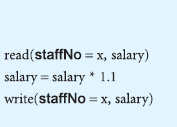 read(staffNo = x, salary)
salary = salary * 1.1
write(staffNo = x, salary)